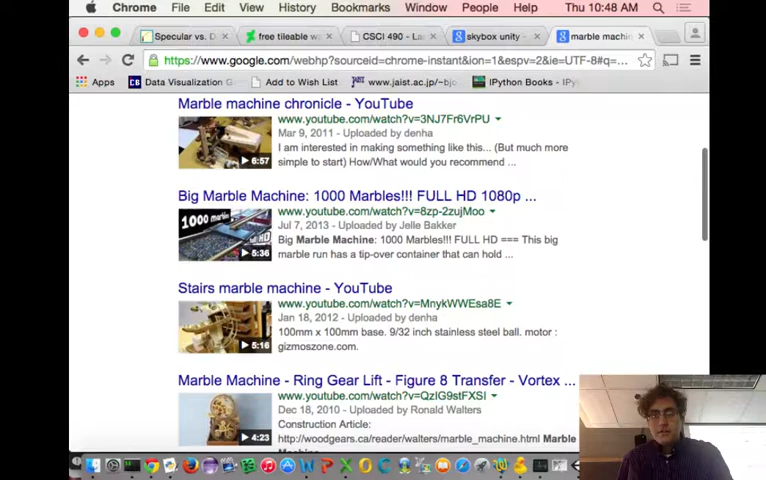 Chrome File Edit View History Bookmarks Window Help Thu 10:48 AM
Specular vs. D free tileable wa CSCI 490 - Las skybox unity - marble machin
https://www.google.com/webhp?sourceid=chrome-instant&ion=1&espv=2&ie=UTF-8#q=...
Apps Data Visualization Add to Wish List www.jaist.ac.jp/~bjo IPython Books - IPy
Marble machine chronicle - YouTube
www.youtube.com/watch?v=3NJ7Fr6VrPU
Mar 9, 2011 - Uploaded by denha
I am interested in making something like this... (But much
more simple to start) How/What would you recommend ...
6:57
Big Marble Machine: 1000 Marbles!!! FULL HD 1080p ...
www.youtube.com/watch?v=8zp-2zujMoo
Jul 7, 2013 - Uploaded by Jelle Bakker
Big Marble Machine: 1000 Marbles!!! FULL HD === This big
marble run has a tip-over container that can hold ...
1000 marbles
5:36
Stairs marble machine - YouTube
www.youtube.com/watch?v=MnykWWEsa8E
Jan 18, 2012 - Uploaded by denha
100mm x 100mm base. 9/32 inch stainless steel ball. motor :
gizmoszone.com.
5:16
Marble Machine - Ring Gear Lift - Figure 8 Transfer - Vortex ...
www.youtube.com/watch?v=QzIG9stFXSI
Dec 18, 2010 - Uploaded by Ronald Walters
Construction Article:
http://woodgears.ca/reader/walters/marble_machine.html Marble
4:23